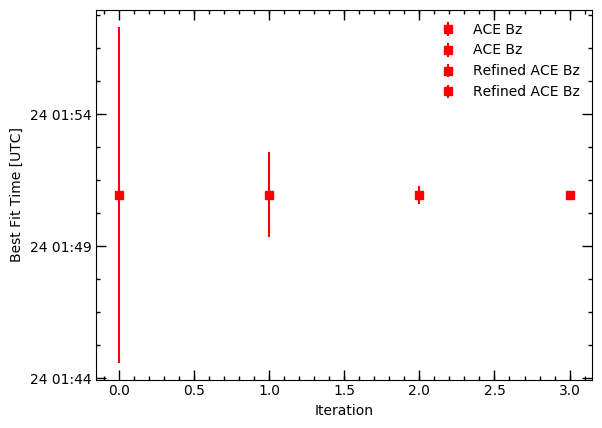 ACE Bz
ACE Bz
Refined ACE Bz
Refined ACE Bz
24 01:54
24 01:49
24 01:44
Best Fit Time [UTC]
0.0 0.5 1.0 1.5 2.0 2.5 3.0
Iteration